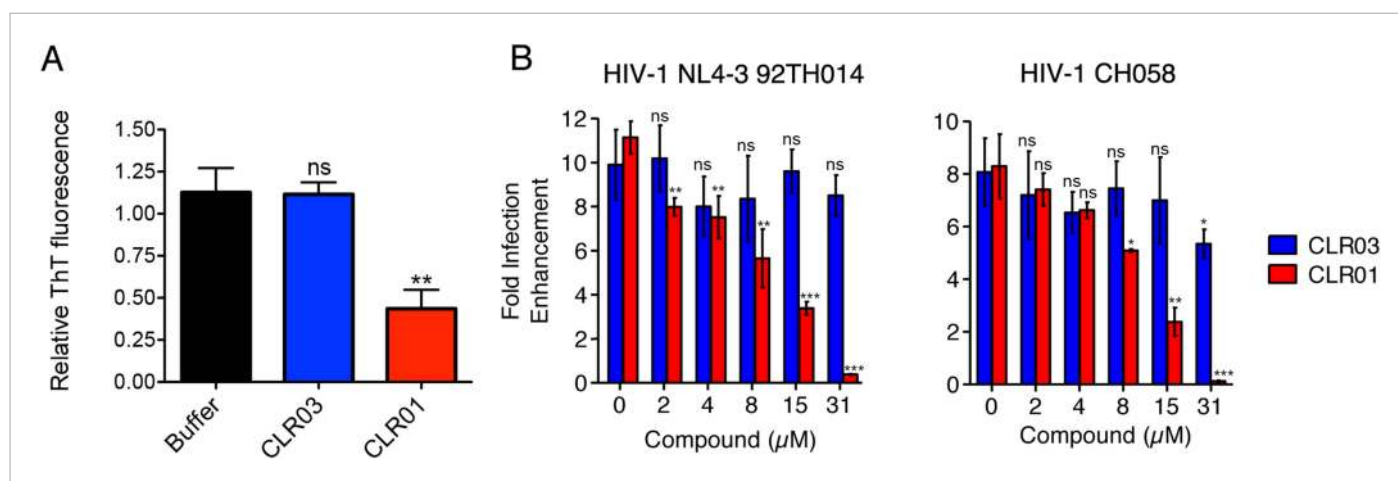 A
Relative ThT fluorescence
1.50
1.25
1.00
0.75
0.50
0.25
0.00
ns
**
Buffer
CLR03
CLR01
B
HIV-1 NL4-3 92TH014
Fold Infection
Enhancement
12
10
8
6
4
2
0
ns
**
ns
**
ns
**
ns
***
ns
***
0 2 4 8 15 31
Compound (µM)
HIV-1 CH058
10
8
6
4
2
0
ns
ns
ns
ns
ns
*
ns
**
*
***
0 2 4 8 15 31
Compound (µM)
CLR03
CLR01